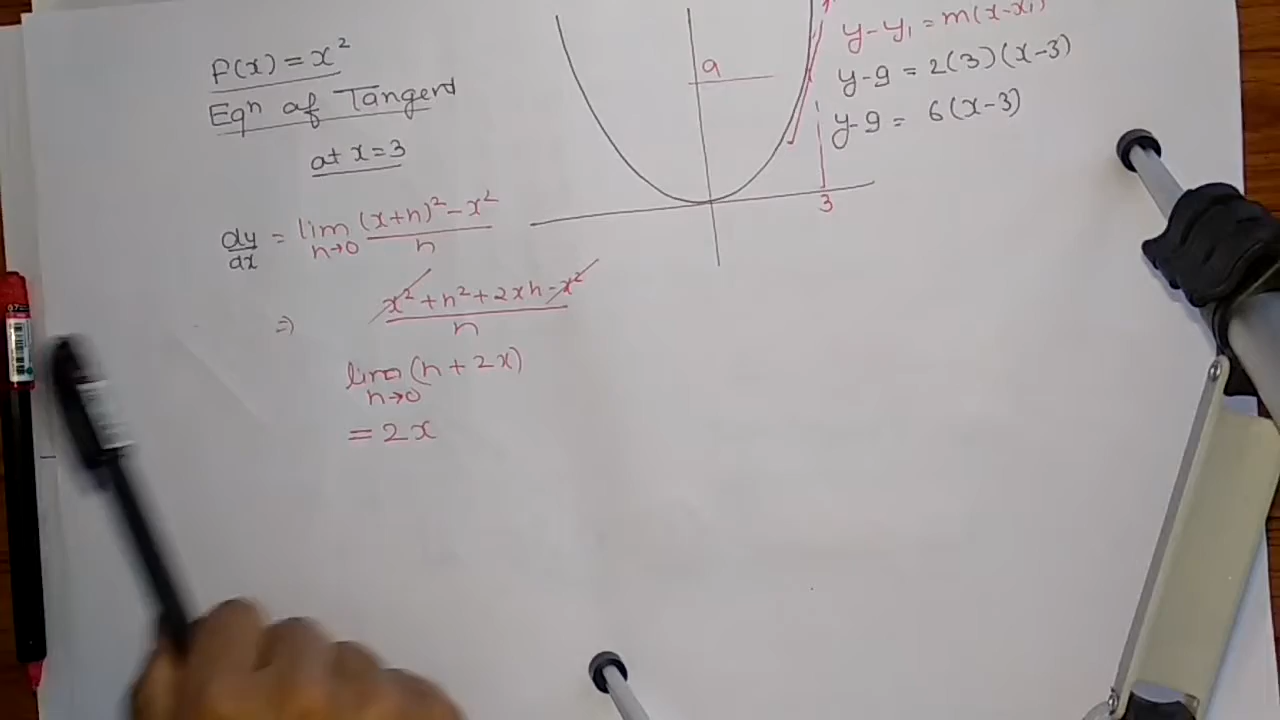 f(x) = x²
Eqⁿ of Tangent
at x=3
dy/dx = lim h→0 ((x+h)² - x²)/h
⇒ (x² + h² + 2xh - x²)/h
lim h→0 (h + 2x)
= 2x
9
3
y - y₁ = m(x - x₁)
y - 9 = 2(3)(x - 3)
y - 9 = 6(x - 3)